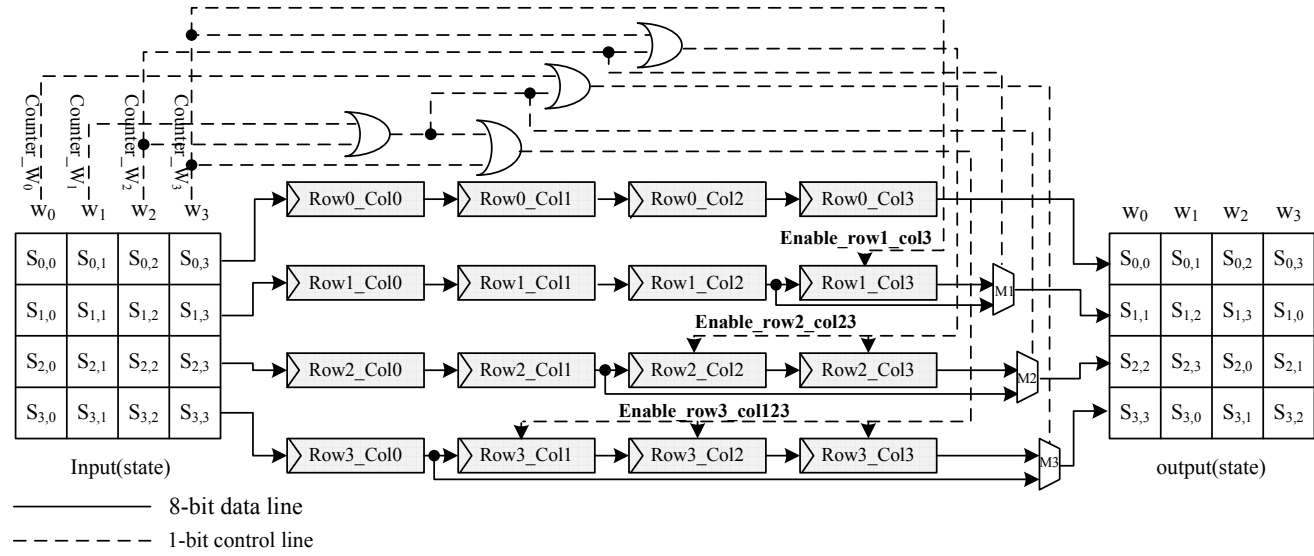 Counter_W0
Counter_W1
Counter_W2
Counter_W3
W0 W1 W2 W3
S0,0 S0,1 S0,2 S0,3
S1,0 S1,1 S1,2 S1,3
S2,0 S2,1 S2,2 S2,3
S3,0 S3,1 S3,2 S3,3
Input(state)
Row0_Col0 Row0_Col1 Row0_Col2 Row0_Col3
Enable_row1_col3
Row1_Col0 Row1_Col1 Row1_Col2 Row1_Col3
M1
Enable_row2_col23
Row2_Col0 Row2_Col1 Row2_Col2 Row2_Col3
M2
Enable_row3_col123
Row3_Col0 Row3_Col1 Row3_Col2 Row3_Col3
M3
W0 W1 W2 W3
S0,0 S0,1 S0,2 S0,3
S1,1 S1,2 S1,3 S1,0
S2,2 S2,3 S2,0 S2,1
S3,3 S3,0 S3,1 S3,2
output(state)
8-bit data line
1-bit control line